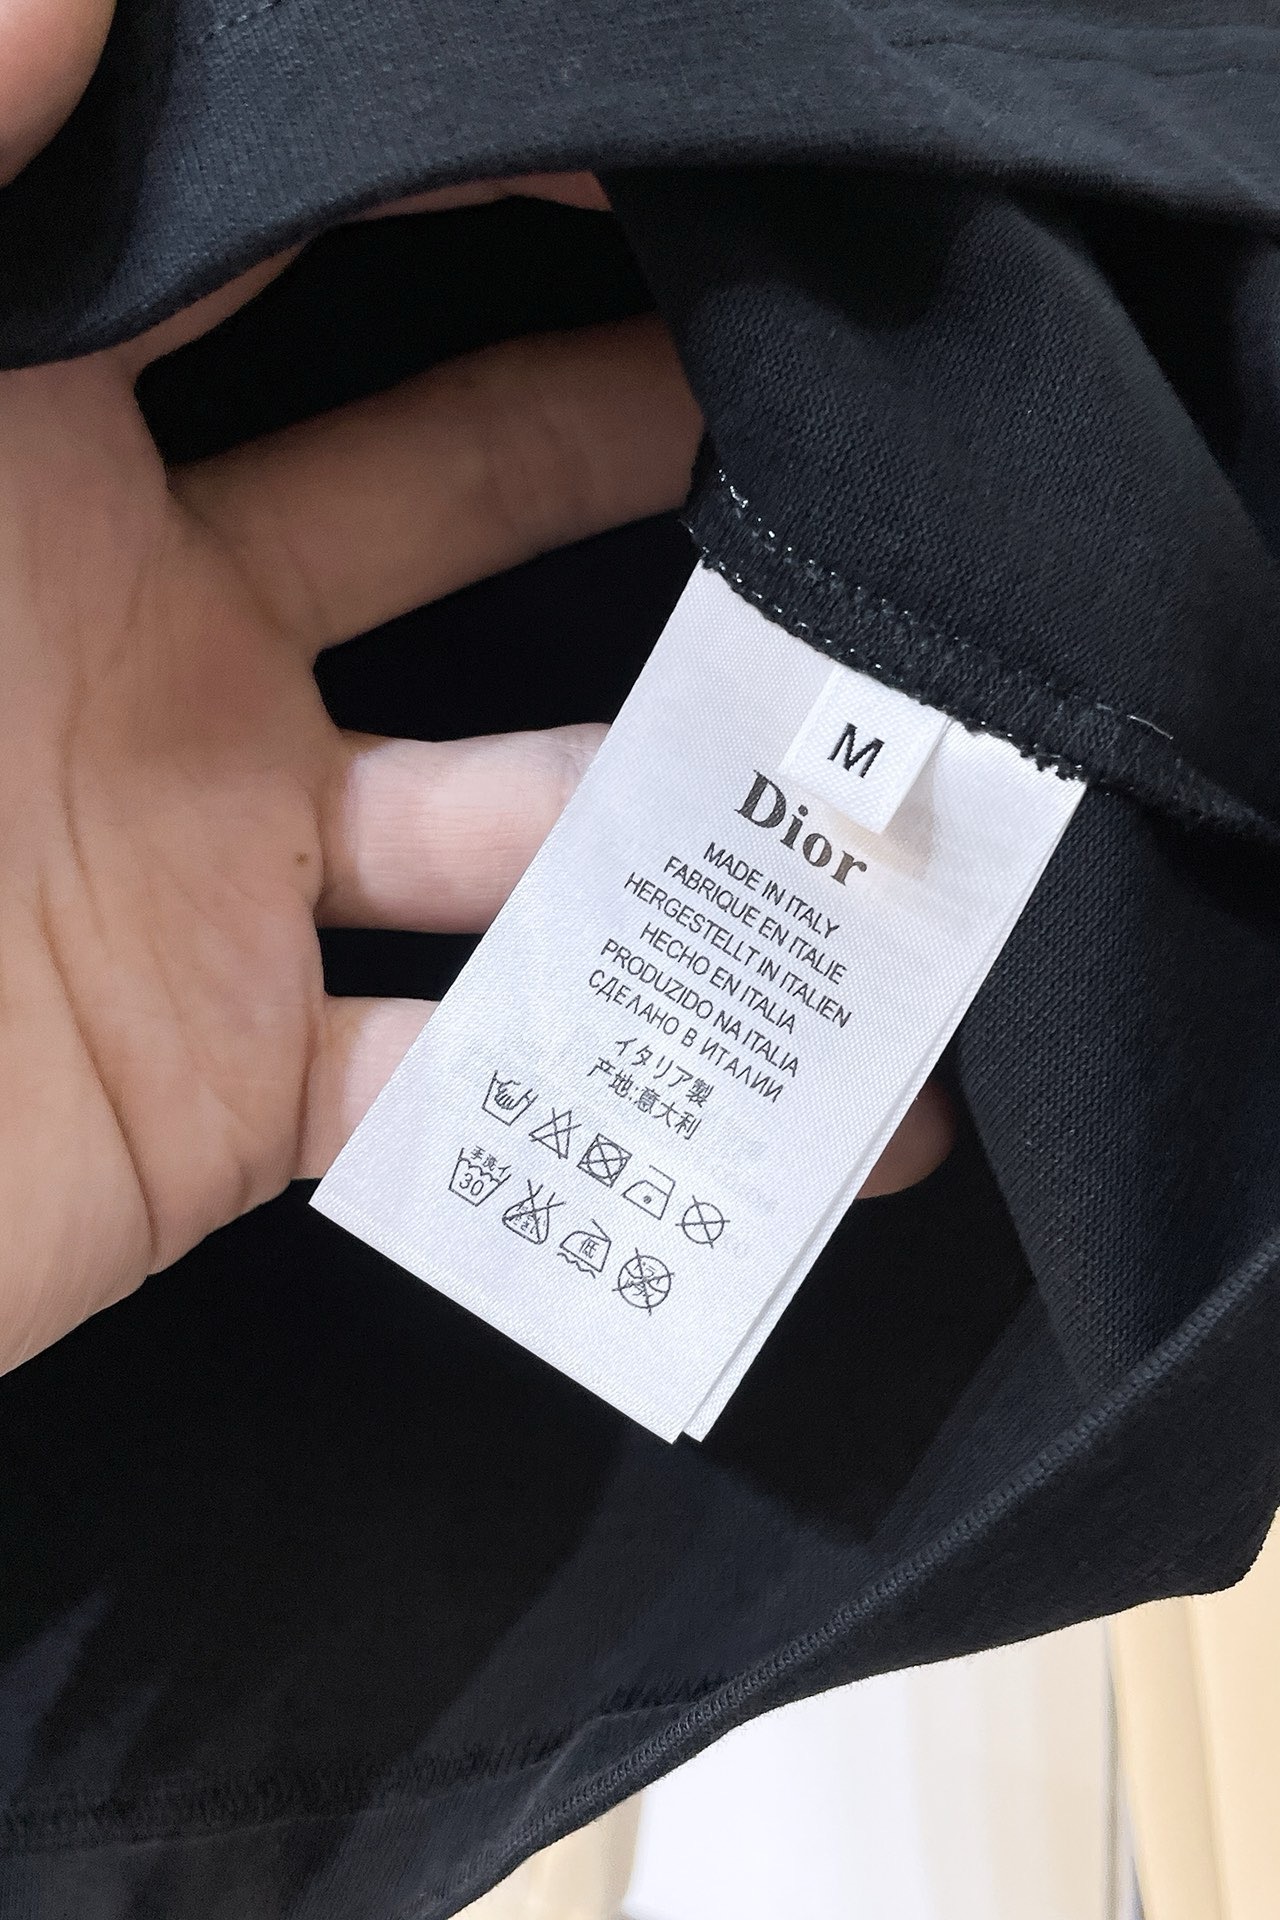 M
Dior
MADE IN ITALY
FABRIQUE EN ITALIE
HERGESTELLT IN ITALIEN
HECHO EN ITALIA
PRODUZIDO NA ITALIA
СДЕЛАНО В ИТАЛИИ
イタリア製
产地:意大利
手洗イ
30
低